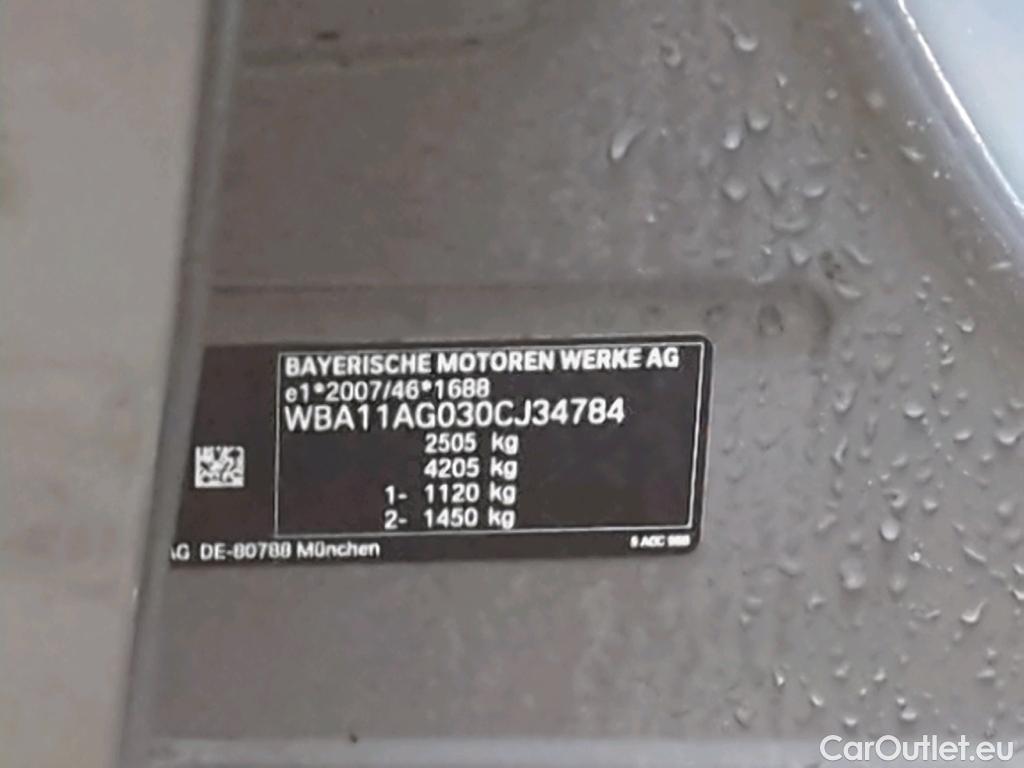 BAYERISCHE MOTOREN WERKE AG
e1*2007/46*1688
WBA11AG030CJ34784
2505 kg
4205 kg
1- 1120 kg
2- 1450 kg
AG DE-80788 München
CarOutlet.eu